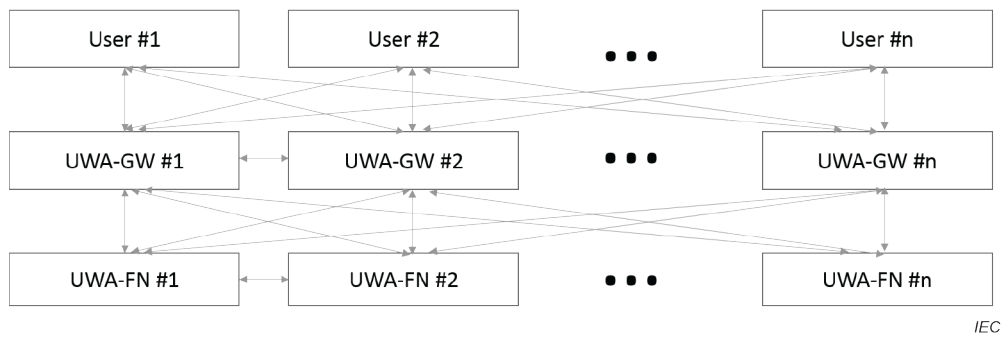 User #1 User #2 User #n
UWA-GW #1 UWA-GW #2 UWA-GW #n
UWA-FN #1 UWA-FN #2 UWA-FN #n
IEC